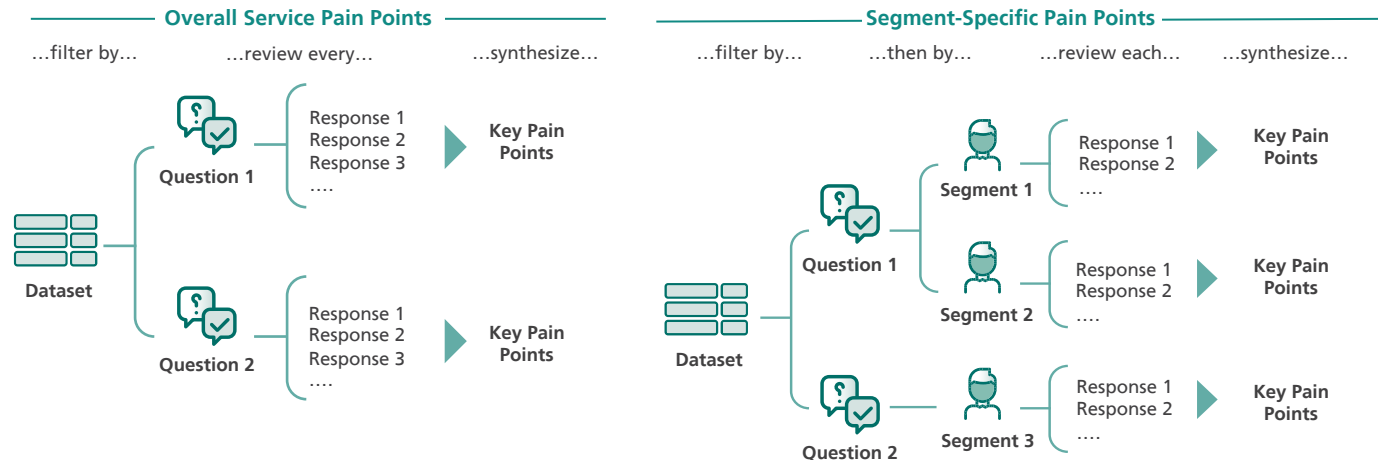 Overall Service Pain Points
…filter by…
…review every…
…synthesize…
Dataset
Question 1
Response 1
Response 2
Response 3
….
Key Pain
Points
Question 2
Response 1
Response 2
Response 3
….
Key Pain
Points
Segment-Specific Pain Points
…filter by…
…then by…
…review each…
…synthesize…
Dataset
Question 1
Segment 1
Response 1
Response 2
….
Key Pain
Points
Segment 2
Response 1
Response 2
….
Key Pain
Points
Question 2
Segment 3
Response 1
Response 2
….
Key Pain
Points